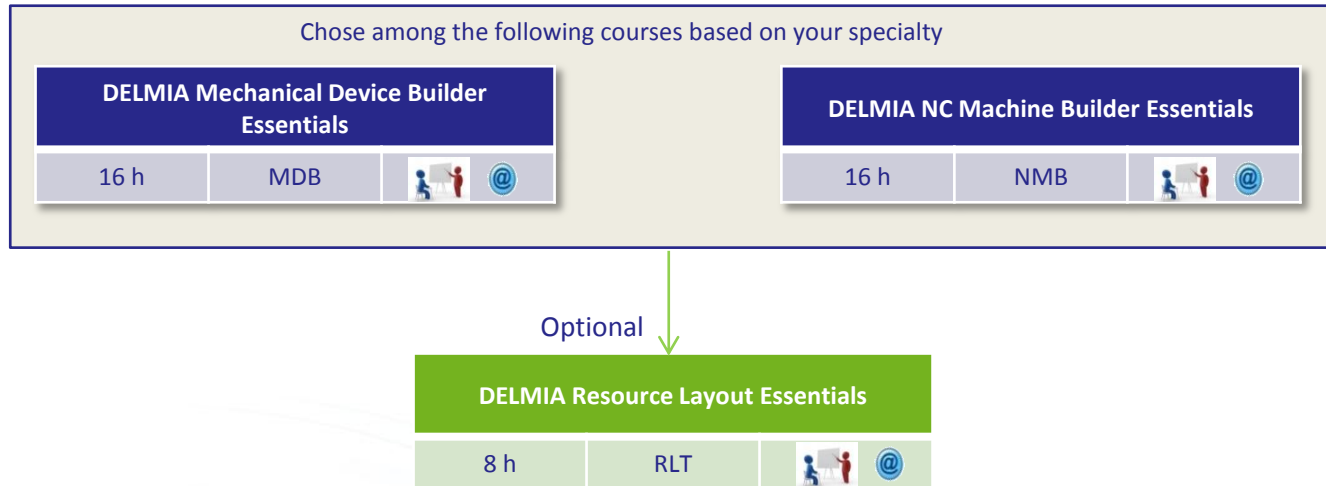 Chose among the following courses based on your specialty
DELMIA Mechanical Device Builder
Essentials
16 h MDB @
DELMIA NC Machine Builder Essentials
16 h NMB @
Optional
DELMIA Resource Layout Essentials
8 h RLT @